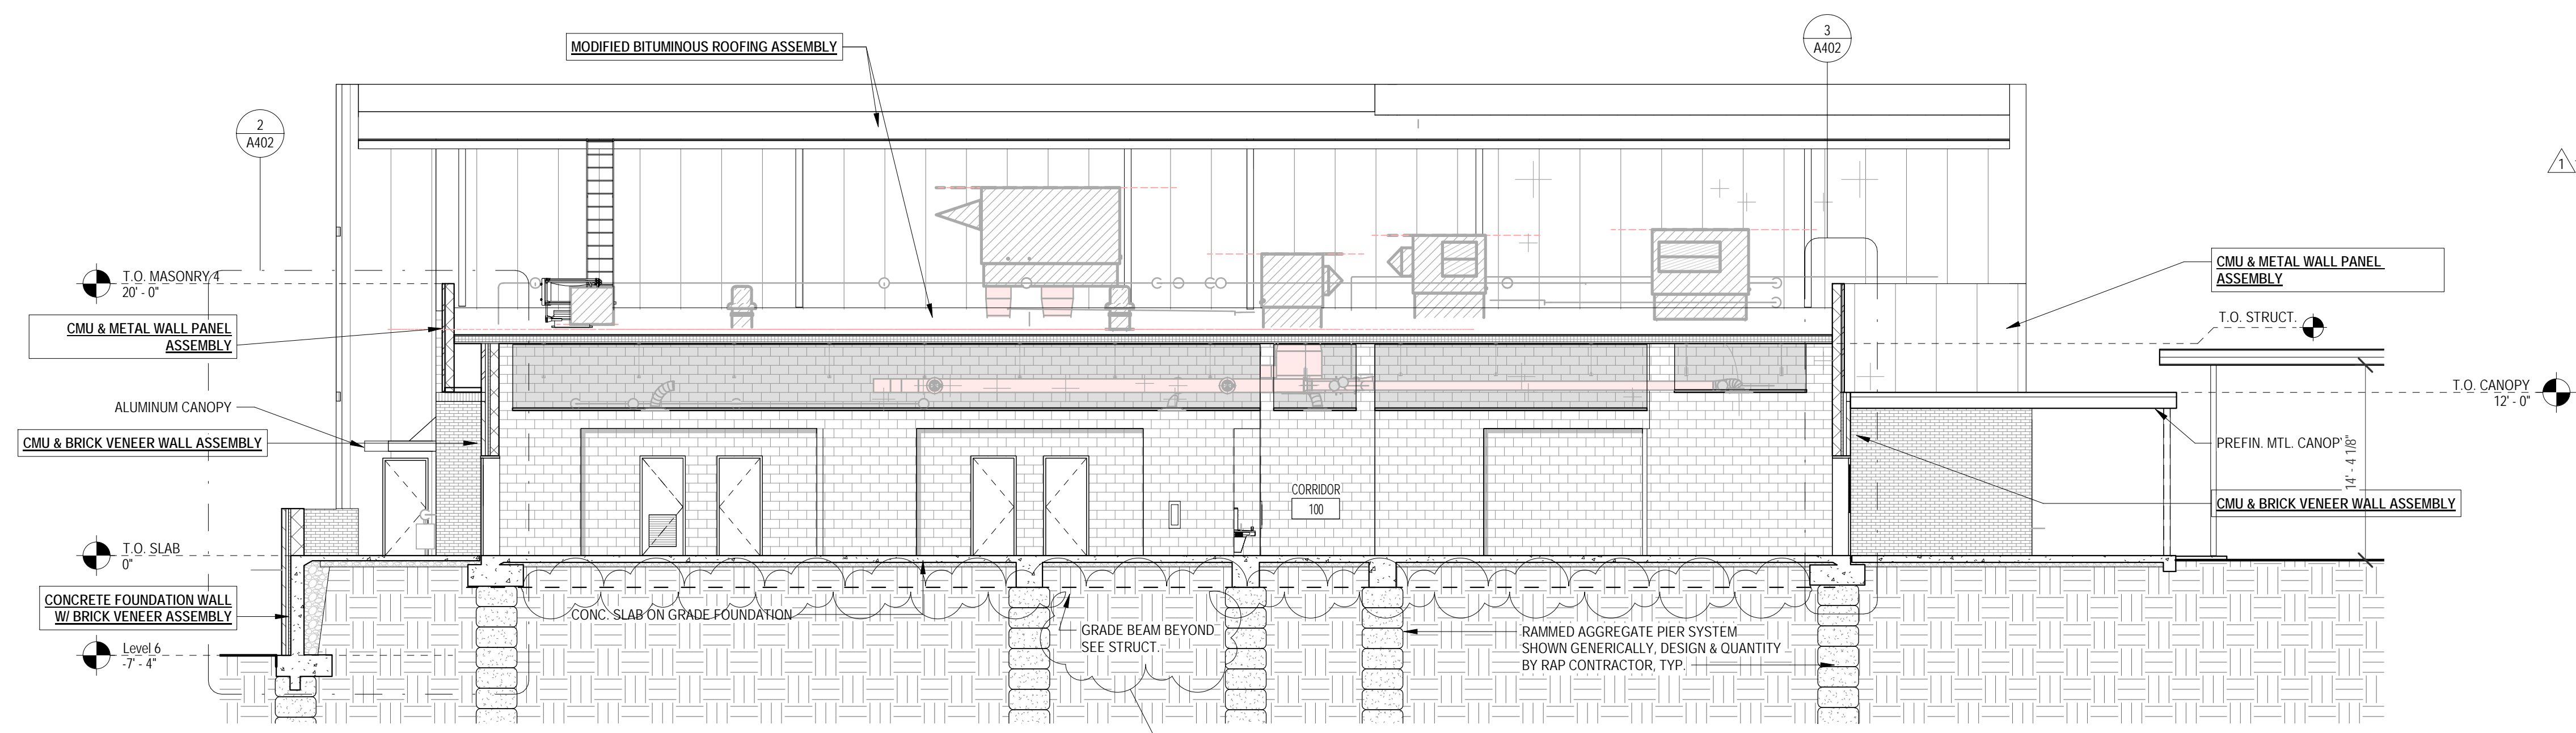 MODIFIED BITUMINOUS ROOFING ASSEMBLY
3
A402
2
A402
1
T.O. MASONRY 4
20' - 0"
CMU & METAL WALL PANEL
ASSEMBLY
ALUMINUM CANOPY
CMU & BRICK VENEER WALL ASSEMBLY
T.O. SLAB
0"
CONCRETE FOUNDATION WALL
W/ BRICK VENEER ASSEMBLY
Level 6
-7' - 4"
CORRIDOR
100
CONC. SLAB ON GRADE FOUNDATION
GRADE BEAM BEYOND
SEE STRUCT.
RAMMED AGGREGATE PIER SYSTEM
SHOWN GENERICALLY, DESIGN & QUANTITY
BY RAP CONTRACTOR, TYP.
CMU & METAL WALL PANEL
ASSEMBLY
T.O. STRUCT.
T.O. CANOPY
12' - 0"
PREFIN. MTL. CANOP
14' - 4 1/8"
CMU & BRICK VENEER WALL ASSEMBLY